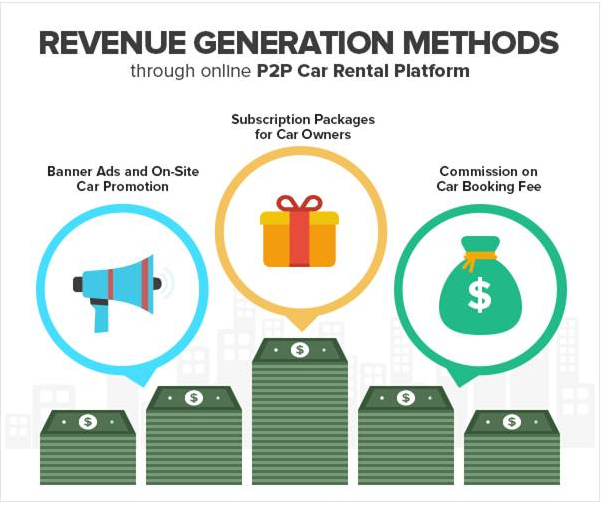 REVENUE GENERATION METHODS
through online P2P Car Rental Platform
Subscription Packages
for Car Owners
Banner Ads and On-Site
Car Promotion
Commission on
Car Booking Fee
$
$
$
$
$
$